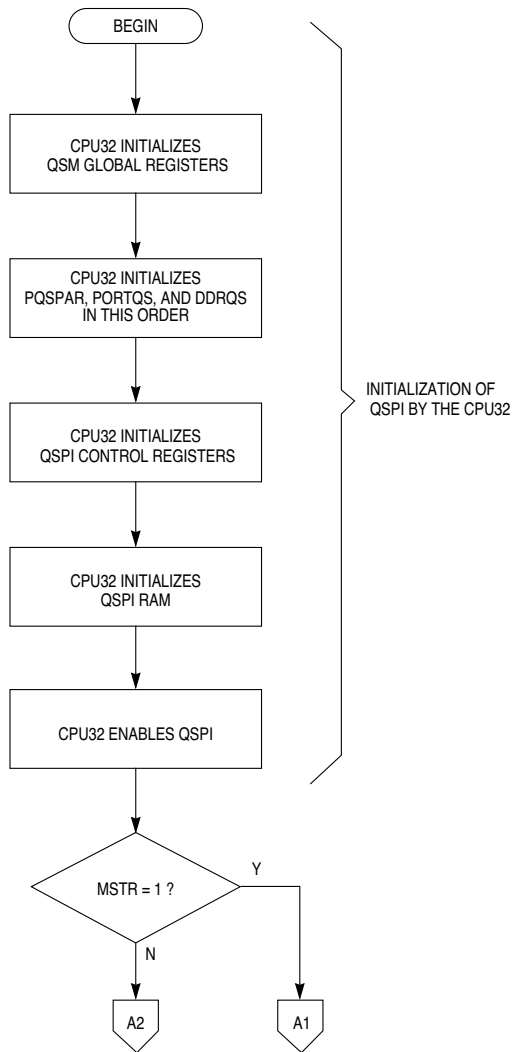 BEGIN
CPU32 INITIALIZES
QSM GLOBAL REGISTERS
CPU32 INITIALIZES
PQSPAR, PORTQS, AND DDRQS
IN THIS ORDER
INITIALIZATION OF
QSPI BY THE CPU32
CPU32 INITIALIZES
QSPI CONTROL REGISTERS
CPU32 INITIALIZES
QSPI RAM
CPU32 ENABLES QSPI
MSTR = 1 ?
Y
N
A2
A1